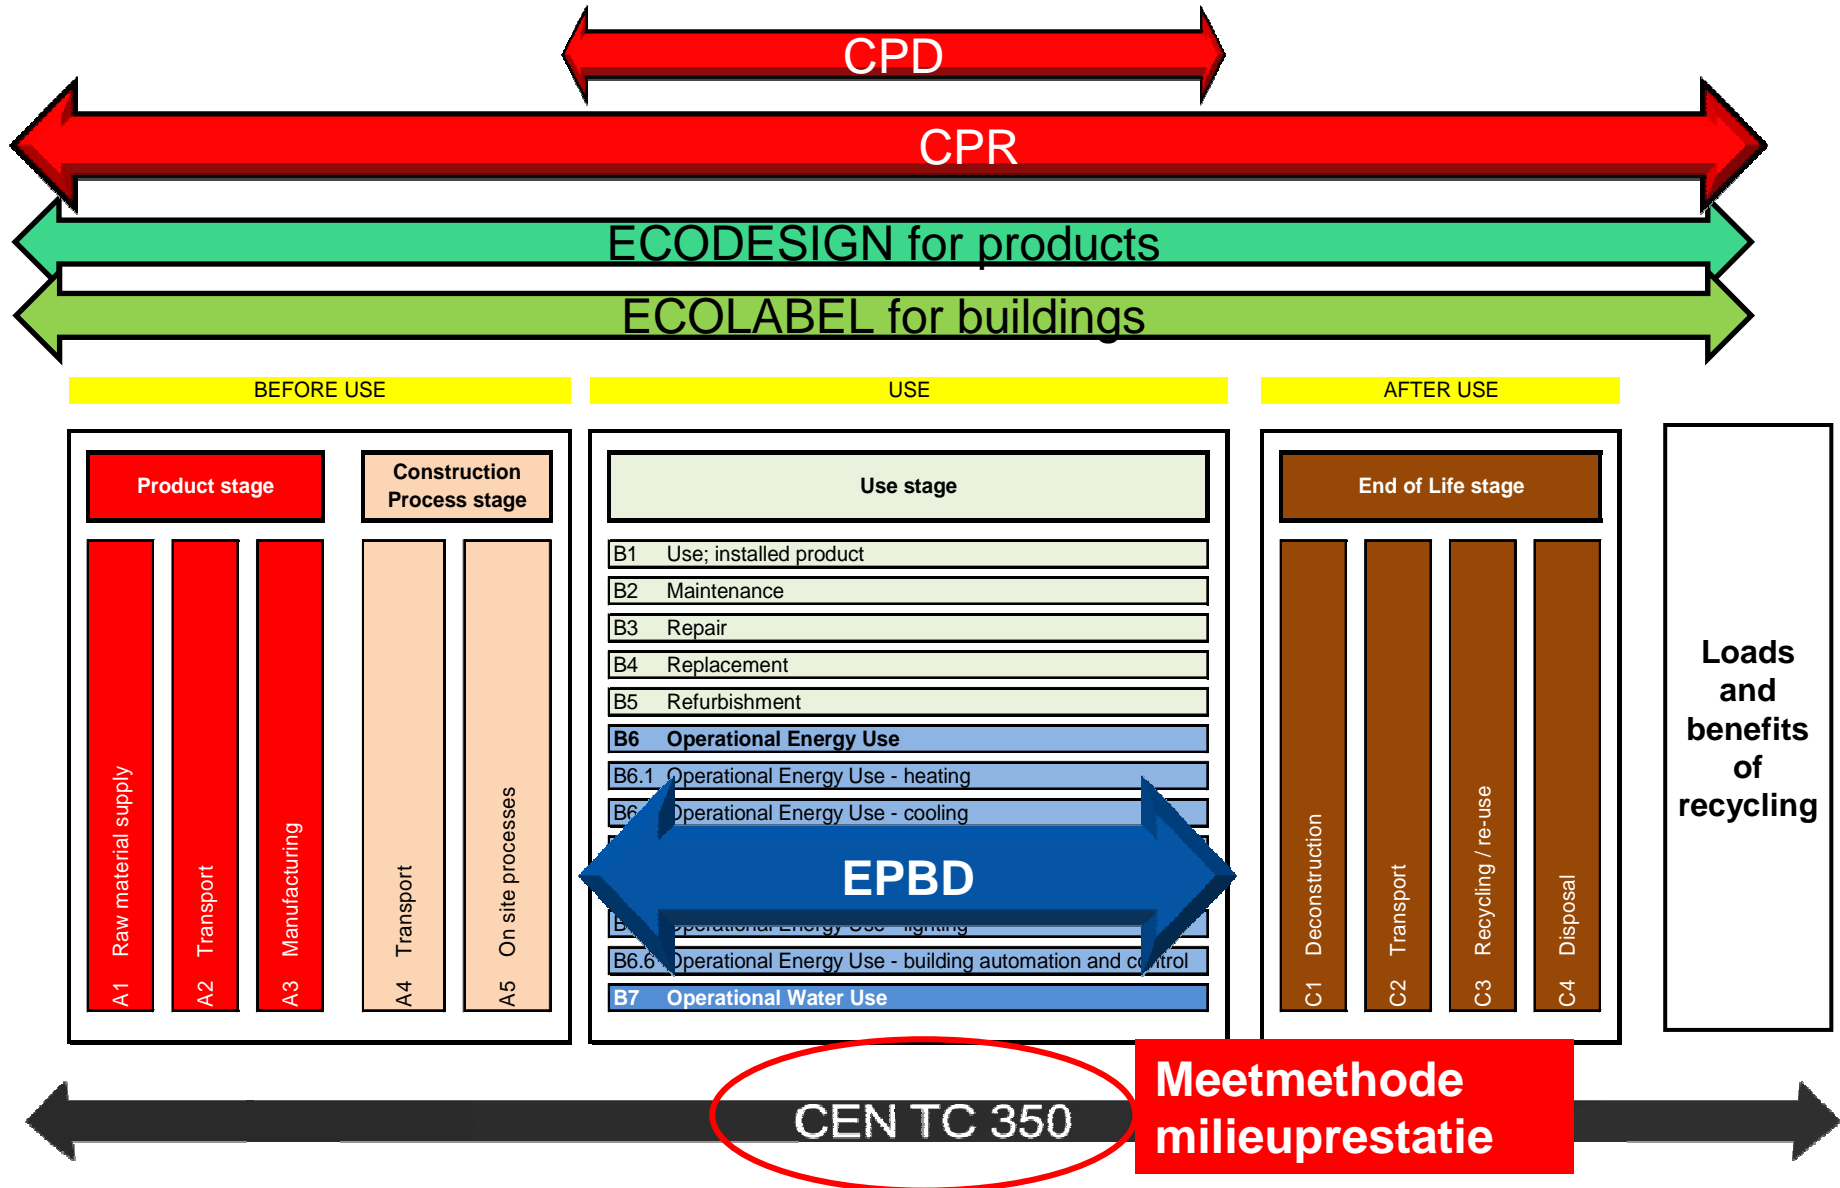 CPD
CPR
ECODESIGN for products
ECOLABEL for buildings
BEFORE USE
USE
AFTER USE
Product stage
Construction
Process stage
Use stage
End of Life stage
A1 Raw material supply
A2 Transport
A3 Manufacturing
A4 Transport
A5 On site processes
B1 Use; installed product
B2 Maintenance
B3 Repair
B4 Replacement
B5 Refurbishment
B6 Operational Energy Use
B6.1 Operational Energy Use - heating
Operational Energy Use - cooling
EPBD
Operational Energy Use - lighting
B6.6 Operational Energy Use - building automation and control
B7 Operational Water Use
C1 Deconstruction
C2 Transport
C3 Recycling / re-use
C4 Disposal
Loads
and
benefits
of
recycling
CEN TC 350
Meetmethode
milieuprestatie